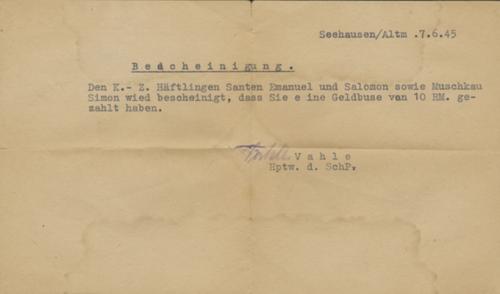 Seehausen/Altm .7.6.45
Bescheinigung.
Den K.- Z. Häftlingen Santen Emanuel und Salomon sowie Muschkau
Simon wied bescheinigt, dass Sie e ine Geldbuse van 10 RM. ge-
zahlt haben.
Vahle
Hptw. d. SchP.